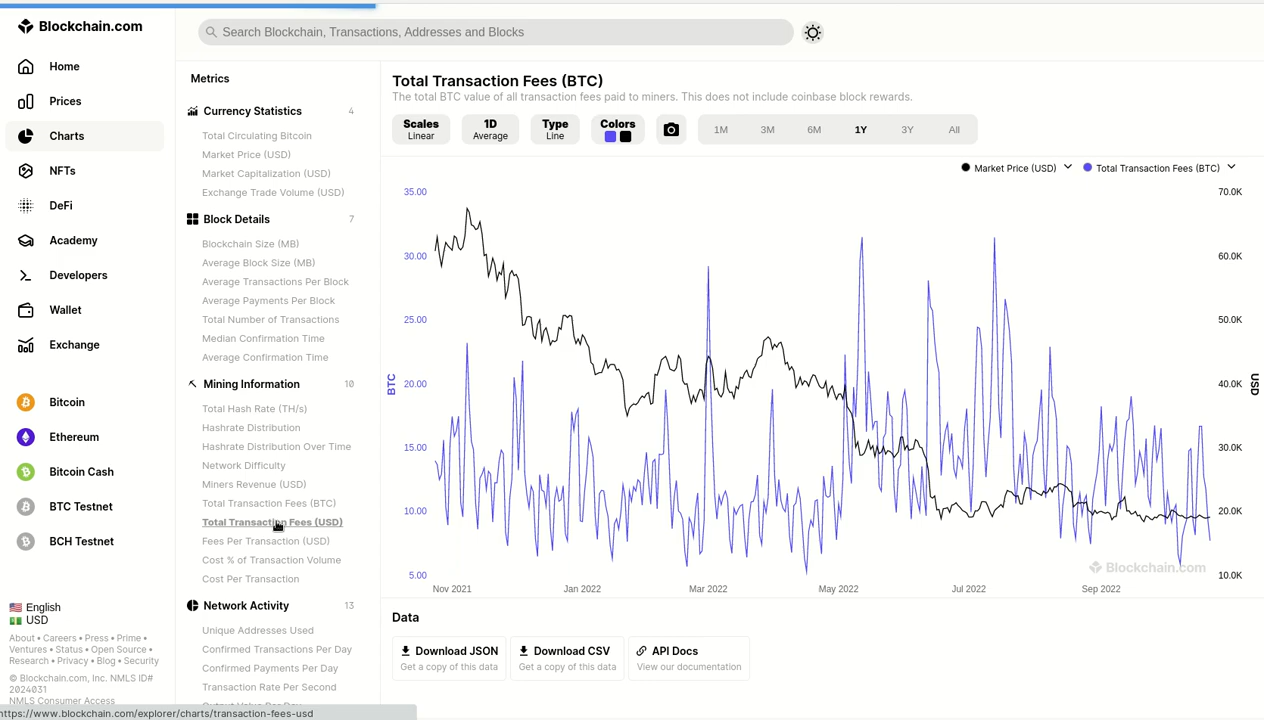 Blockchain.com
Search Blockchain, Transactions, Addresses and Blocks
Home
Prices
Charts
NFTs
DeFi
Academy
Developers
Wallet
Exchange
Bitcoin
Ethereum
Bitcoin Cash
BTC Testnet
BCH Testnet
English
USD
About • Careers • Press • Prime •
Ventures • Status • Open Source •
Research • Privacy • Blog • Security
© Blockchain.com, Inc. NMLS ID#
2024031
NMLS Consumer Access
https://www.blockchain.com/explorer/charts/transaction-fees-usd
Metrics
Currency Statistics 4
Total Circulating Bitcoin
Market Price (USD)
Market Capitalization (USD)
Exchange Trade Volume (USD)
Block Details 7
Blockchain Size (MB)
Average Block Size (MB)
Average Transactions Per Block
Average Payments Per Block
Total Number of Transactions
Median Confirmation Time
Average Confirmation Time
Mining Information 10
Total Hash Rate (TH/s)
Hashrate Distribution
Hashrate Distribution Over Time
Network Difficulty
Miners Revenue (USD)
Total Transaction Fees (BTC)
Total Transaction Fees (USD)
Fees Per Transaction (USD)
Cost % of Transaction Volume
Cost Per Transaction
Network Activity 13
Unique Addresses Used
Confirmed Transactions Per Day
Confirmed Payments Per Day
Transaction Rate Per Second
Output Value Per Day
Total Transaction Fees (BTC)
The total BTC value of all transaction fees paid to miners. This does not include coinbase block rewards.
Scales
Linear
1D
Average
Type
Line
Colors
1M 3M 6M 1Y 3Y All
Market Price (USD) Total Transaction Fees (BTC)
35.00 70.0K
30.00 60.0K
25.00 50.0K
20.00 40.0K
BTC USD
15.00 30.0K
10.00 20.0K
Blockchain.com
5.00 10.0K
Nov 2021 Jan 2022 Mar 2022 May 2022 Jul 2022 Sep 2022
Data
Download JSON
Get a copy of this data
Download CSV
Get a copy of this data
API Docs
View our documentation